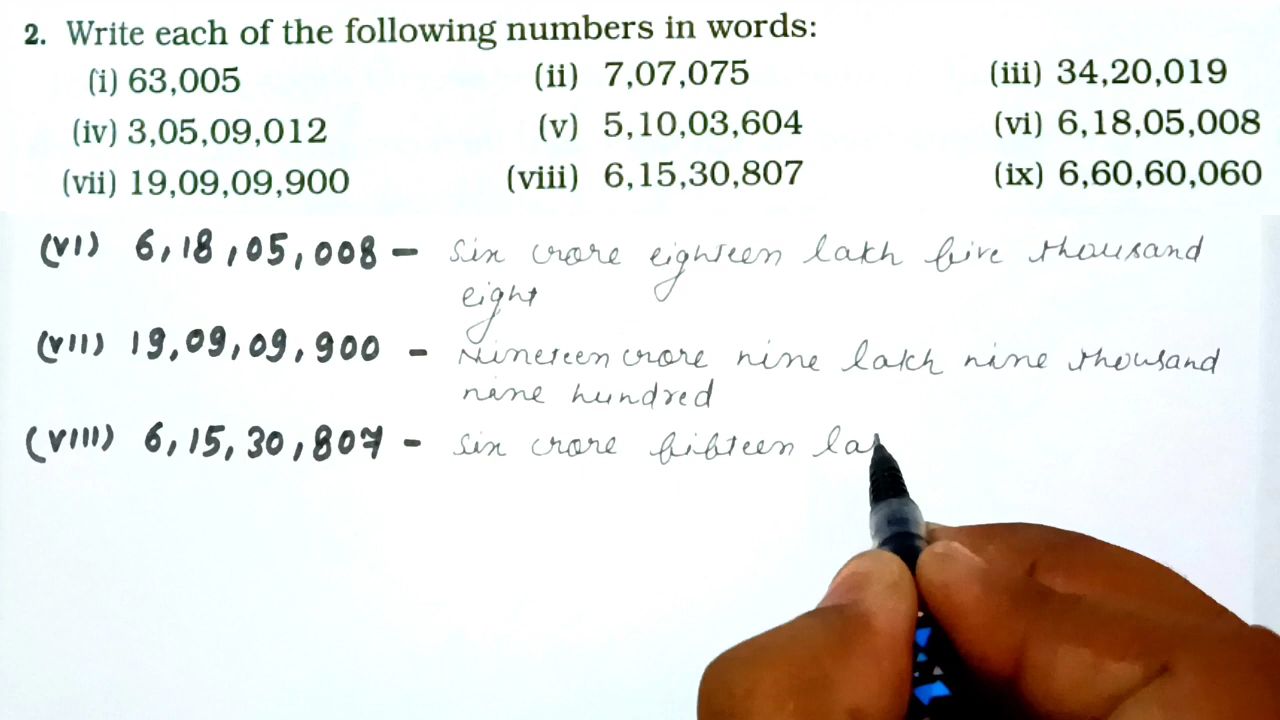 2. Write each of the following numbers in words:
(i) 63,005 (ii) 7,07,075 (iii) 34,20,019
(iv) 3,05,09,012 (v) 5,10,03,604 (vi) 6,18,05,008
(vii) 19,09,09,900 (viii) 6,15,30,807 (ix) 6,60,60,060
(VI) 6,18,05,008 – Six crore eighteen lakh five thousand
eight
(VII) 19,09,09,900 – Nineteen crore nine lakh nine thousand
nine hundred
(VIII) 6,15,30,807 – Six crore fifteen la